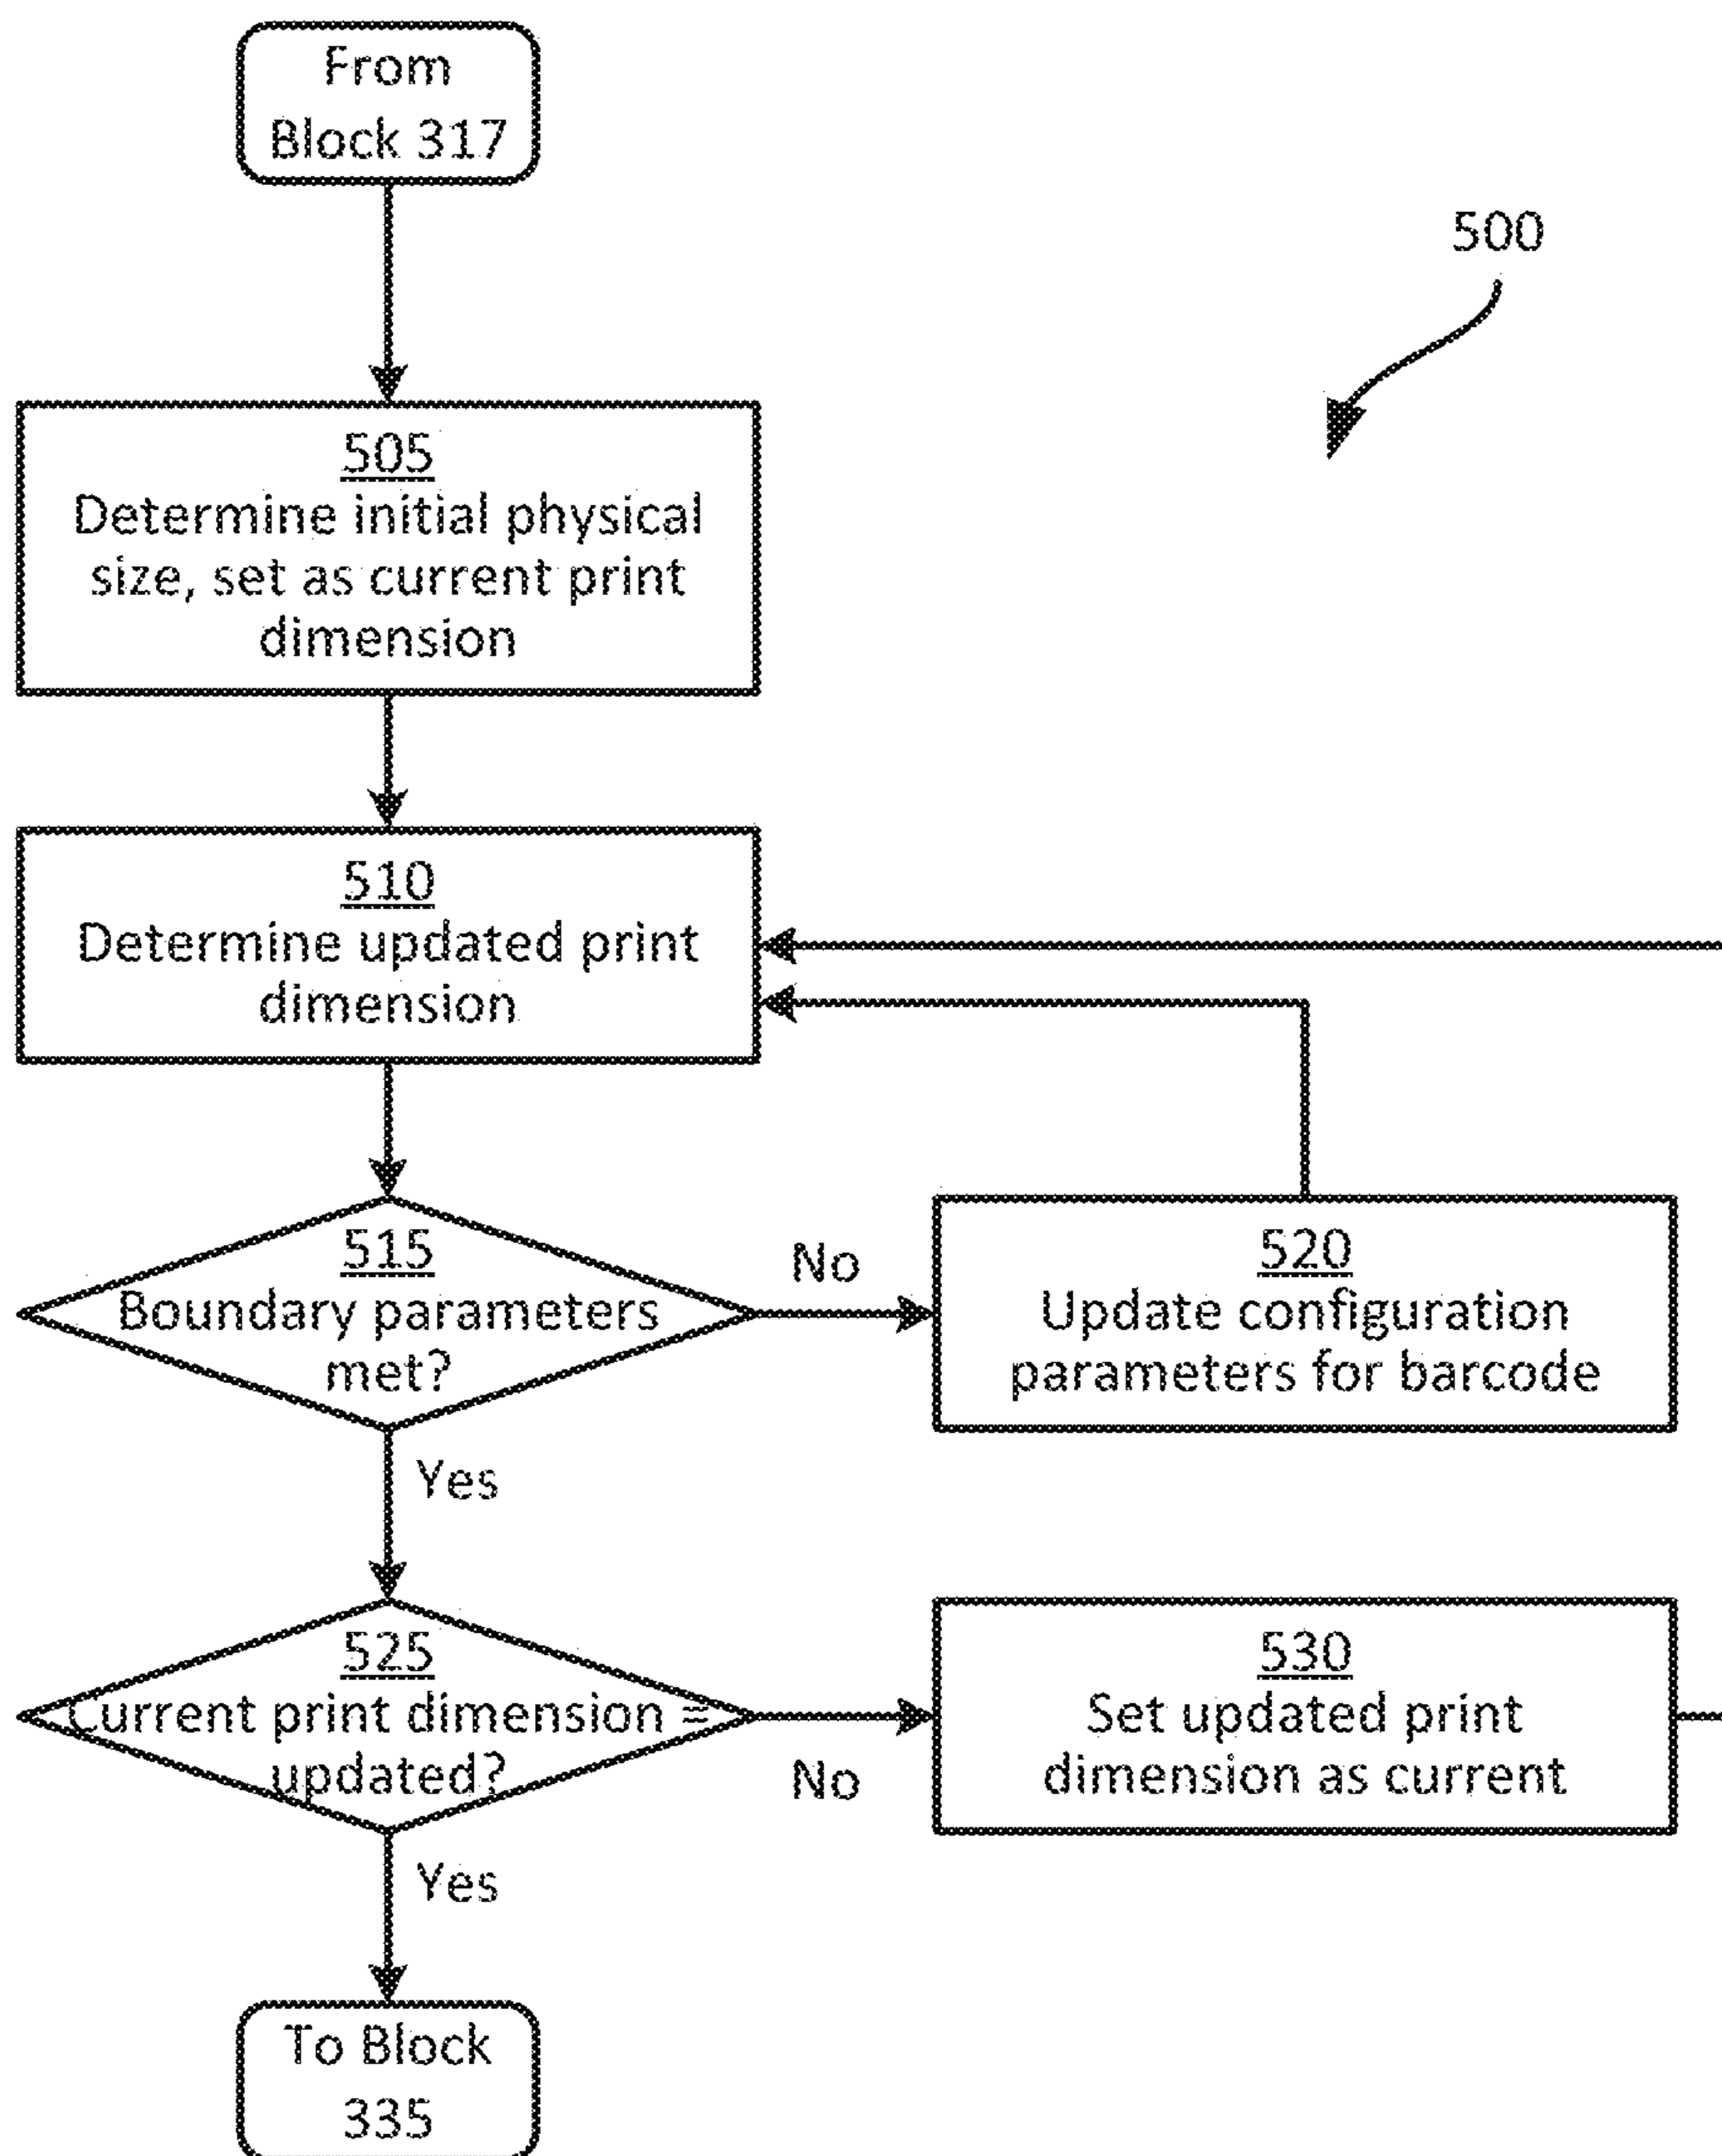 From
Block 317
500
505
Determine initial physical
size, set as current print
dimension
510
Determine updated print
dimension
515
Boundary parameters
met?
No
520
Update configuration
parameters for barcode
Yes
525
Current print dimension =
updated?
No
530
Set updated print
dimension as current
Yes
To Block
335